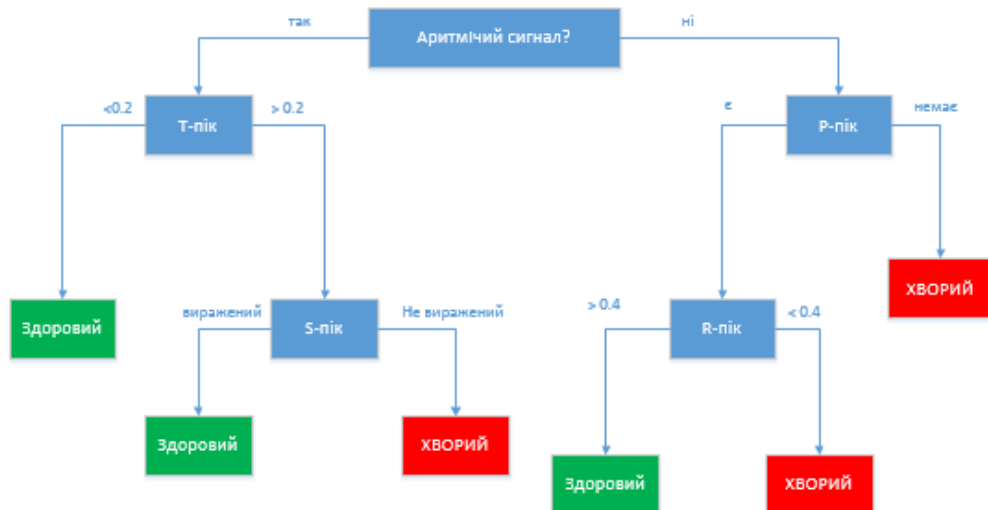 так
Аритмічий сигнал?
ні
<0.2
> 0.2
Т-пік
є
Р-пік
немає
ХВОРИЙ
Здоровий
виражений
S-пік
Не виражений
> 0.4
R-пік
< 0.4
Здоровий
ХВОРИЙ
Здоровий
ХВОРИЙ